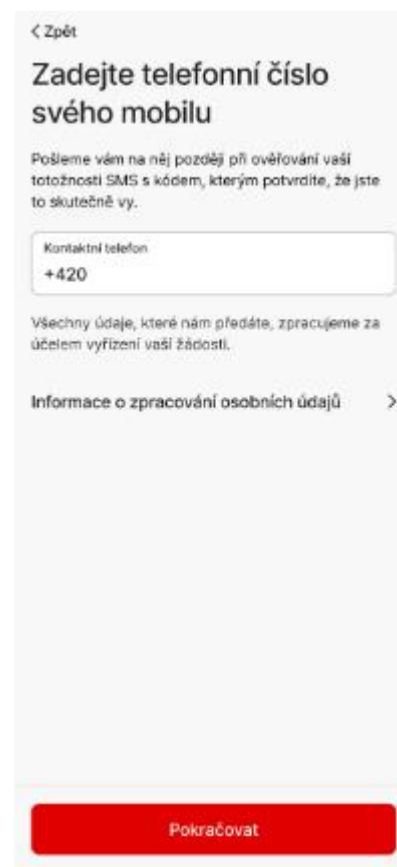 < Zpět
Zadejte telefonní číslo
svého mobilu
Pošleme vám na něj později při ověřování vaší
totožnosti SMS s kódem, kterým potvrdíte, že jste
to skutečně vy.
Kontaktní telefon
+420
Všechny údaje, které nám předáte, zpracujeme za
účelem vyřízení vaší žádosti.
Informace o zpracování osobních údajů >
Pokračovat